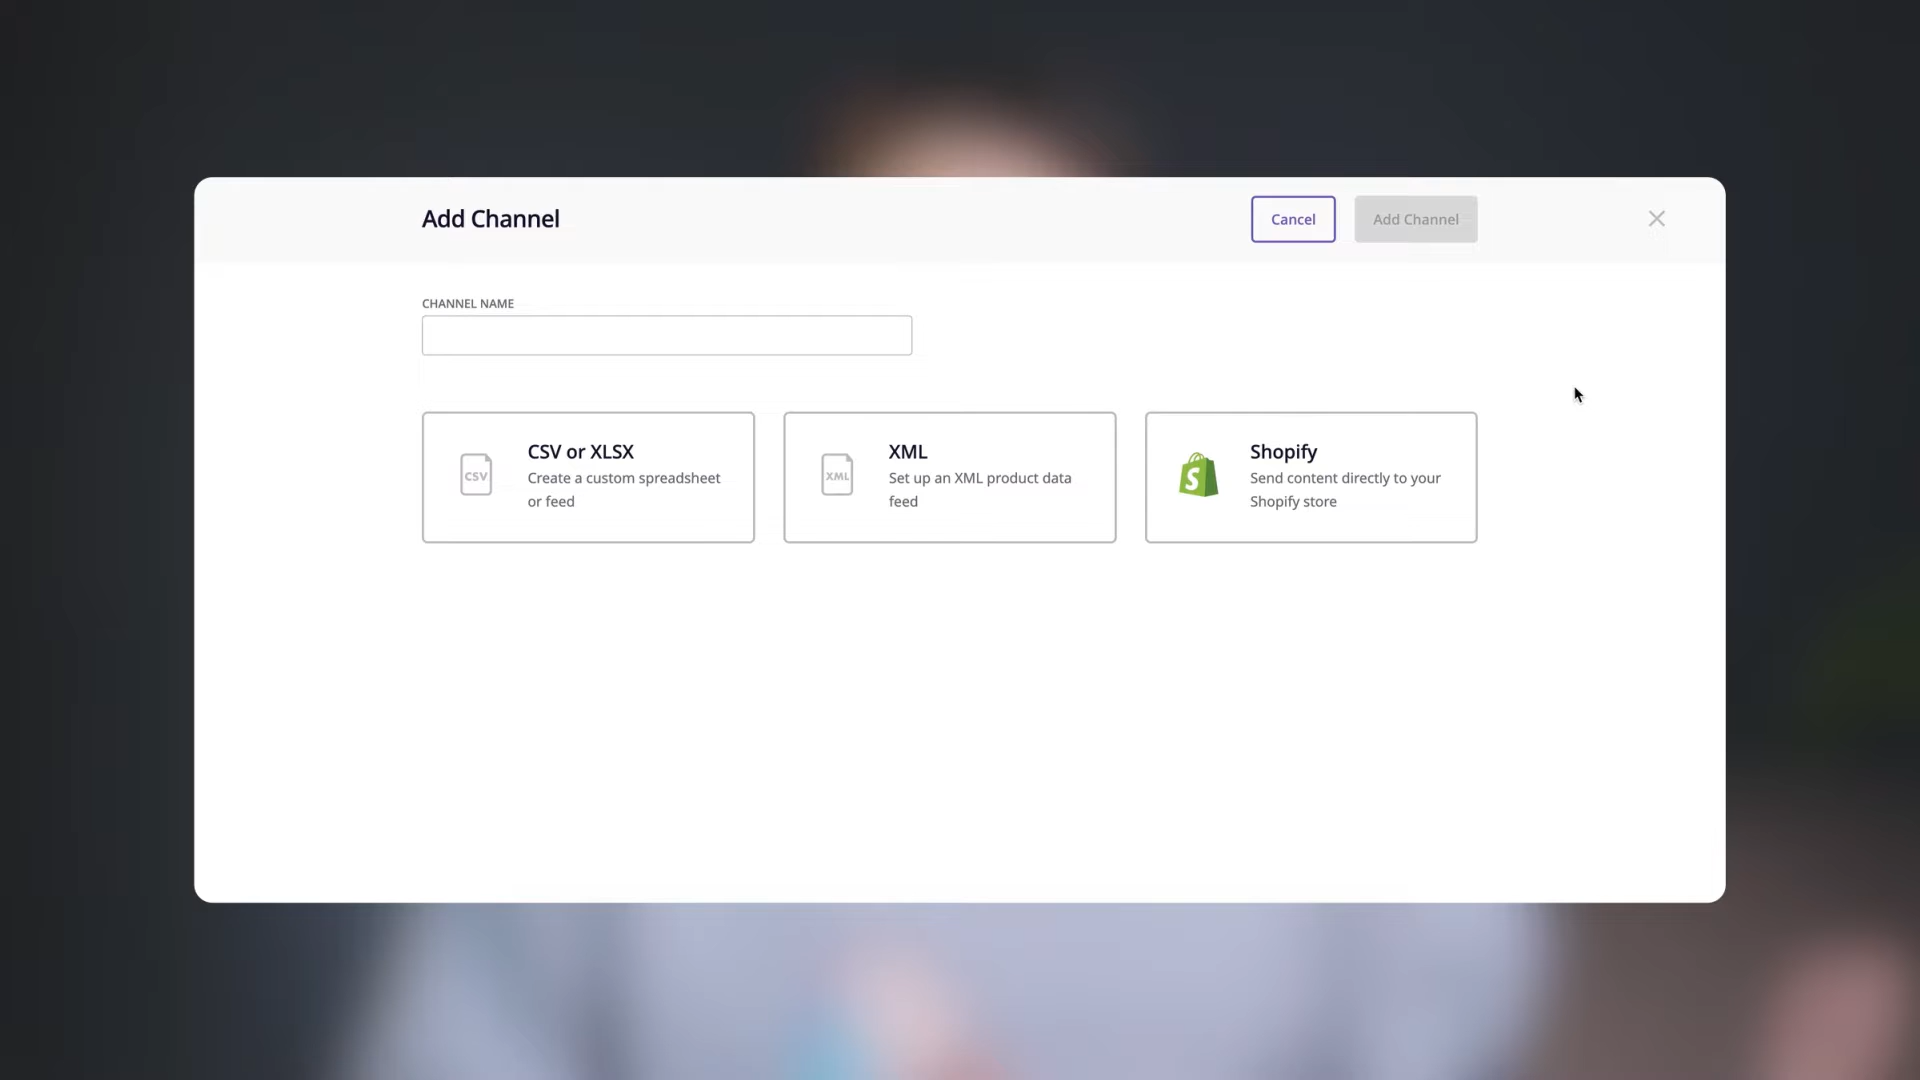 Add Channel
Cancel
Add Channel
CHANNEL NAME
CSV
CSV or XLSX
Create a custom spreadsheet
or feed
XML
XML
Set up an XML product data
feed
S
Shopify
Send content directly to your
Shopify store